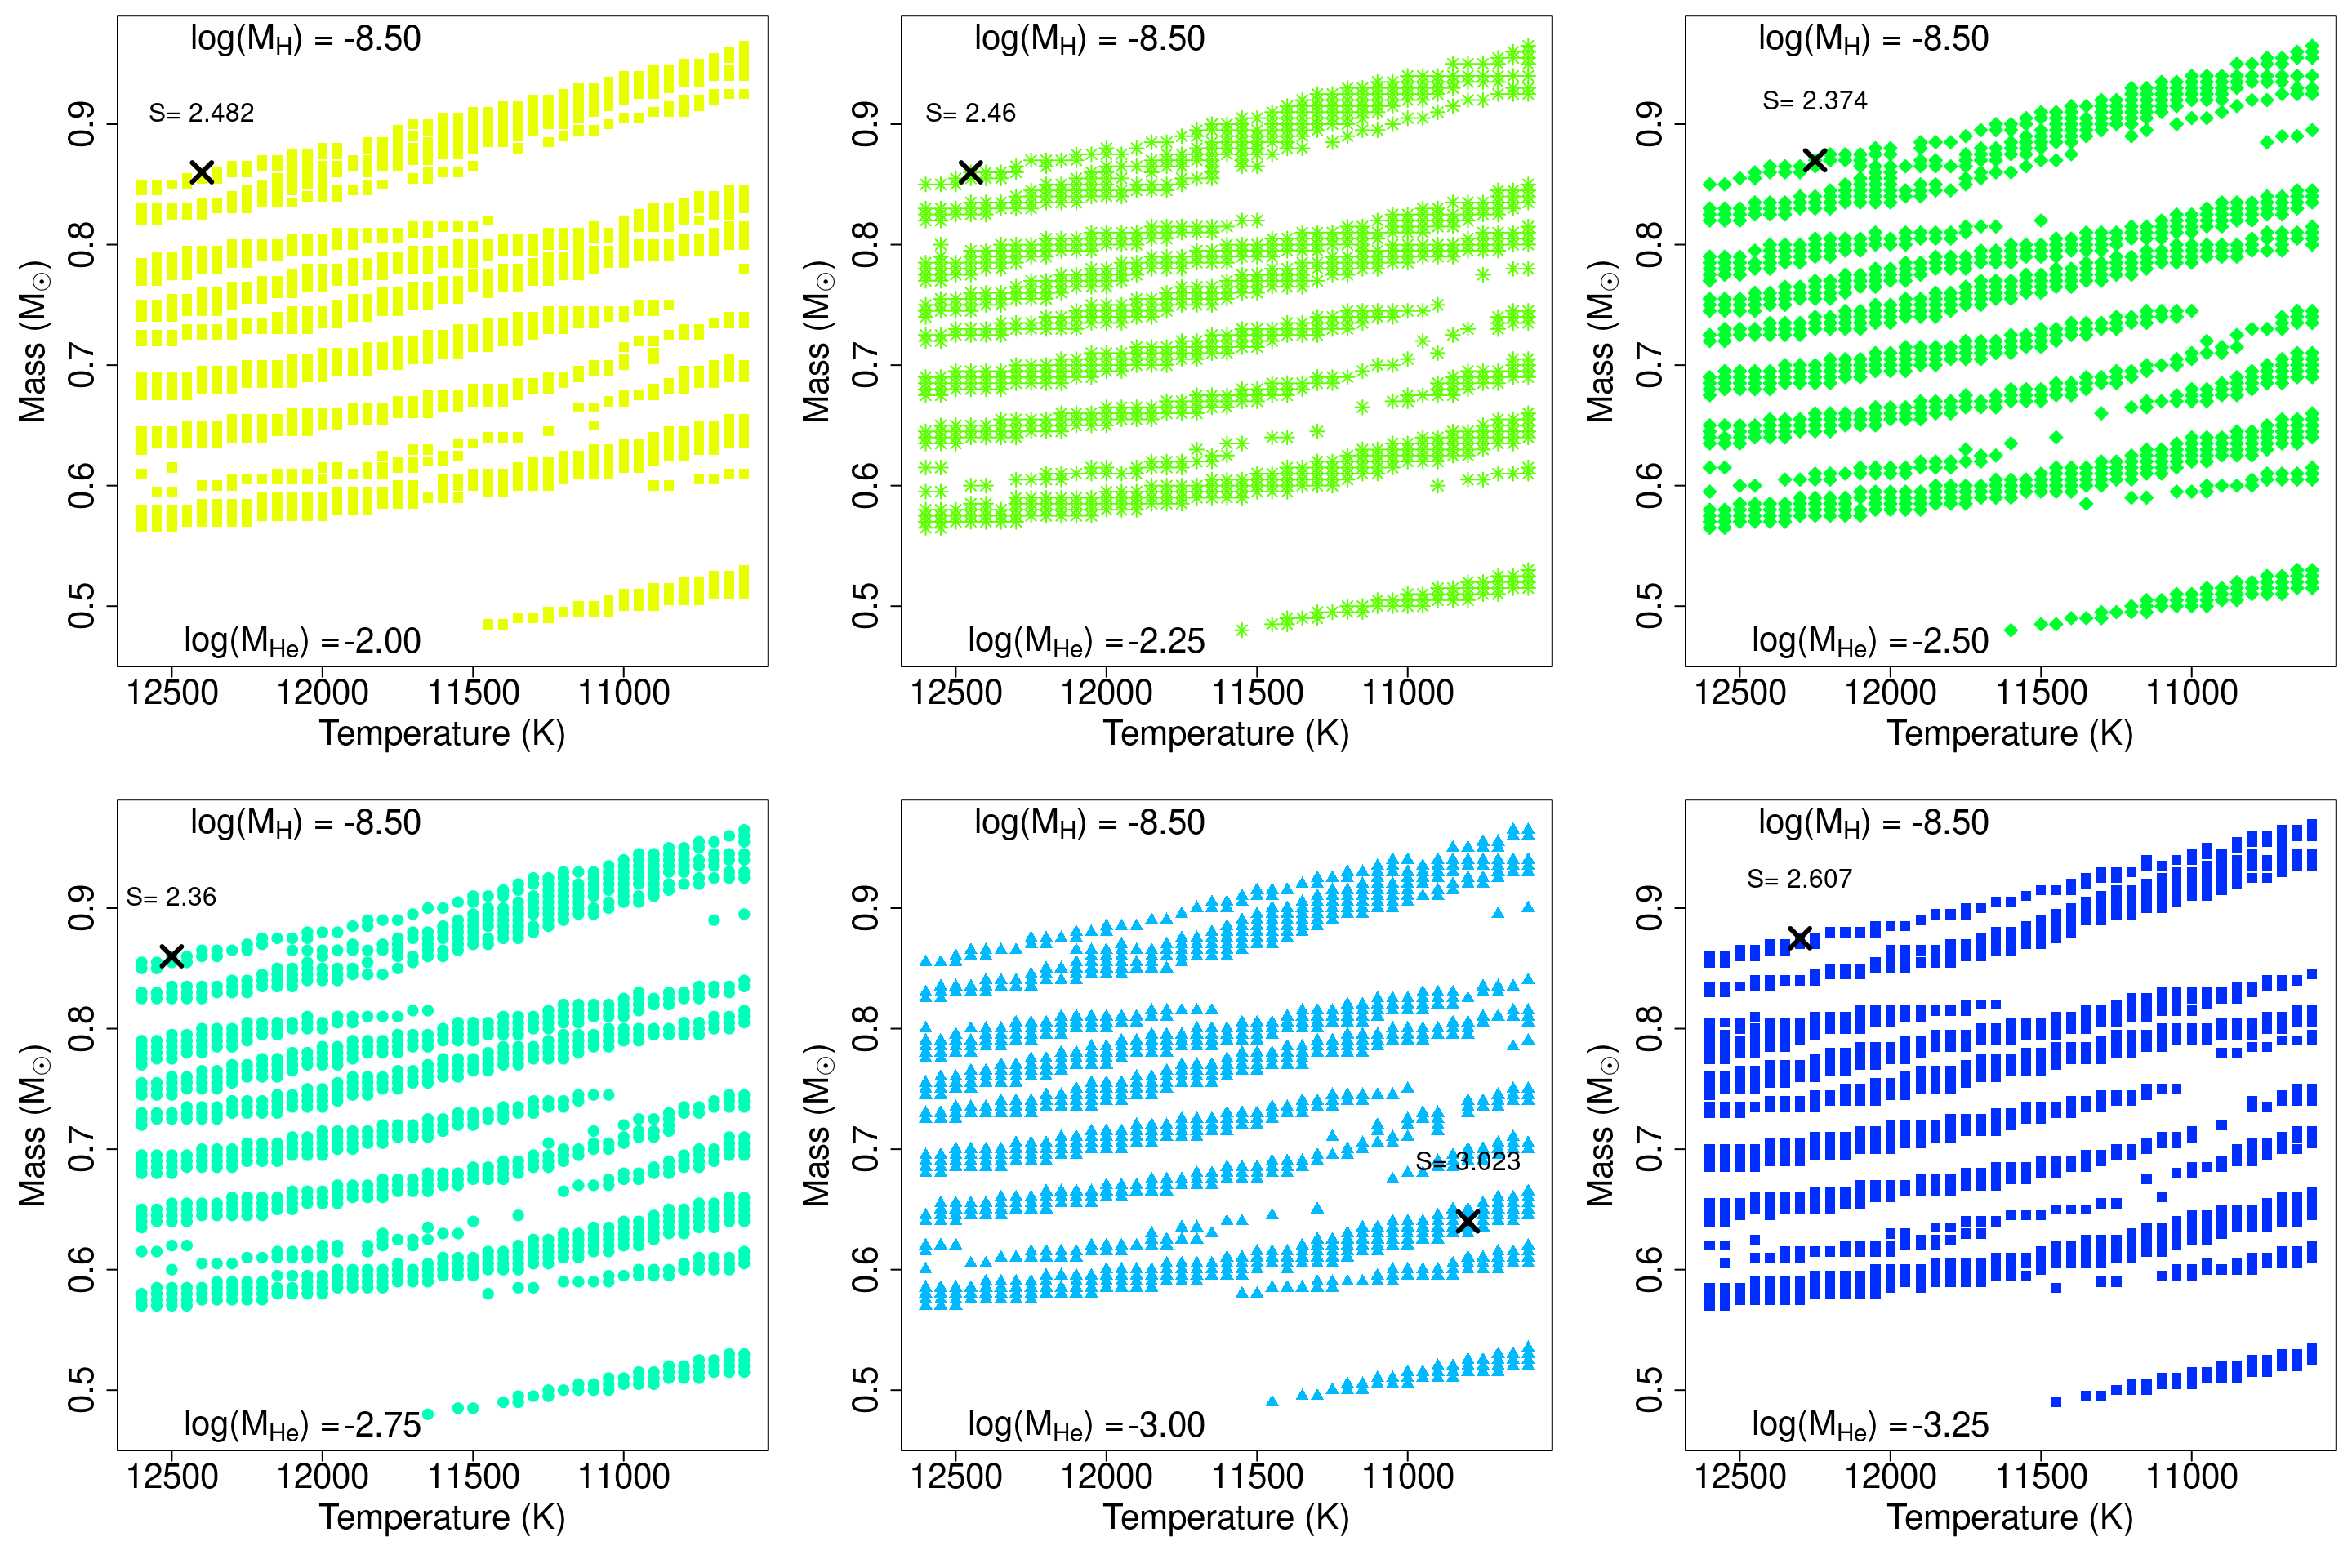 log(M_H) = -8.50
S= 2.482
Mass (M_☉)
0.9
0.8
0.7
0.6
0.5
log(M_He) =-2.00
12500 12000 11500 11000
Temperature (K)
log(M_H) = -8.50
S= 2.46
Mass (M_☉)
0.9
0.8
0.7
0.6
0.5
log(M_He) =-2.25
12500 12000 11500 11000
Temperature (K)
log(M_H) = -8.50
S= 2.374
Mass (M_☉)
0.9
0.8
0.7
0.6
0.5
log(M_He) =-2.50
12500 12000 11500 11000
Temperature (K)
log(M_H) = -8.50
S= 2.36
Mass (M_☉)
0.9
0.8
0.7
0.6
0.5
log(M_He) =-2.75
12500 12000 11500 11000
Temperature (K)
log(M_H) = -8.50
Mass (M_☉)
0.9
0.8
0.7
S= 3.023
0.6
0.5
log(M_He) =-3.00
12500 12000 11500 11000
Temperature (K)
log(M_H) = -8.50
S= 2.607
Mass (M_☉)
0.9
0.8
0.7
0.6
0.5
log(M_He) =-3.25
12500 12000 11500 11000
Temperature (K)